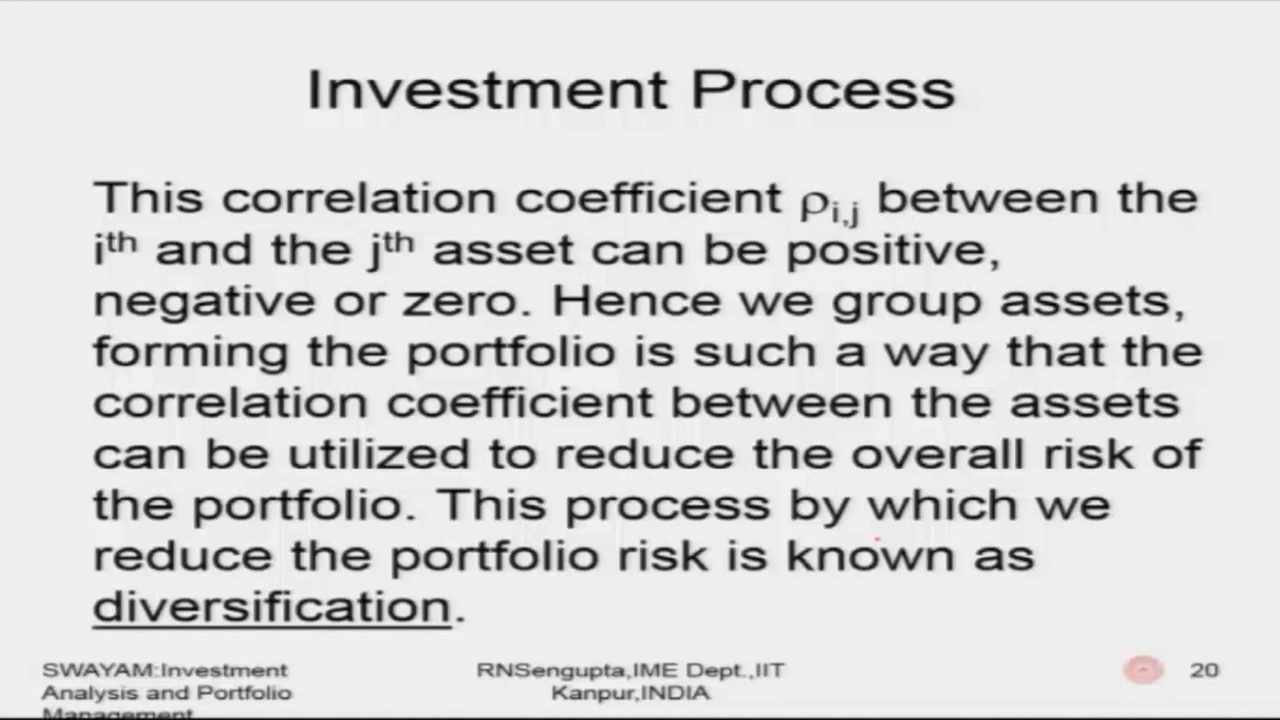 Investment Process
This correlation coefficient ρi,j between the
ith and the jth asset can be positive,
negative or zero. Hence we group assets,
forming the portfolio is such a way that the
correlation coefficient between the assets
can be utilized to reduce the overall risk of
the portfolio. This process by which we
reduce the portfolio risk is known as
diversification.
SWAYAM:Investment
Analysis and Portfolio
Management
RNSengupta,IME Dept.,IIT
Kanpur,INDIA
20